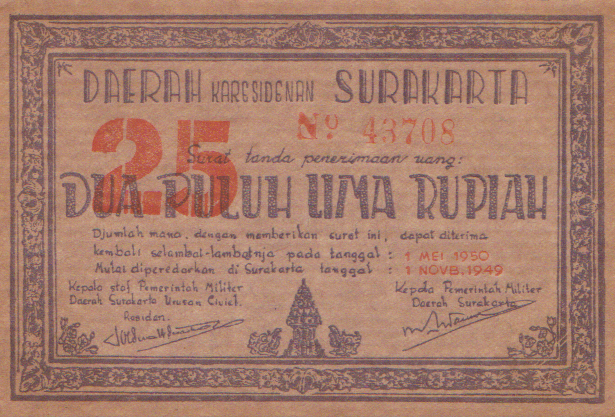 DAERAH KARESIDENAN SURAKARTA
25
No 43708
Surat tanda penerimaan uang:
DUA PULUH LIMA RUPIAH
Djumlah mana, dengan memberikan surat ini, dapat diterima
kembali selambat-lambatnja pada tanggal : 1 MEI 1950
Mulai diperedarkan di Surakarta tanggal : 1 NOVB. 1949
Kepala staf Pemerintah Militer
Daerah Surakarta Urusan Civiel.
Residen.
Kepala Pemerintah Militer
Daerah Surakarta